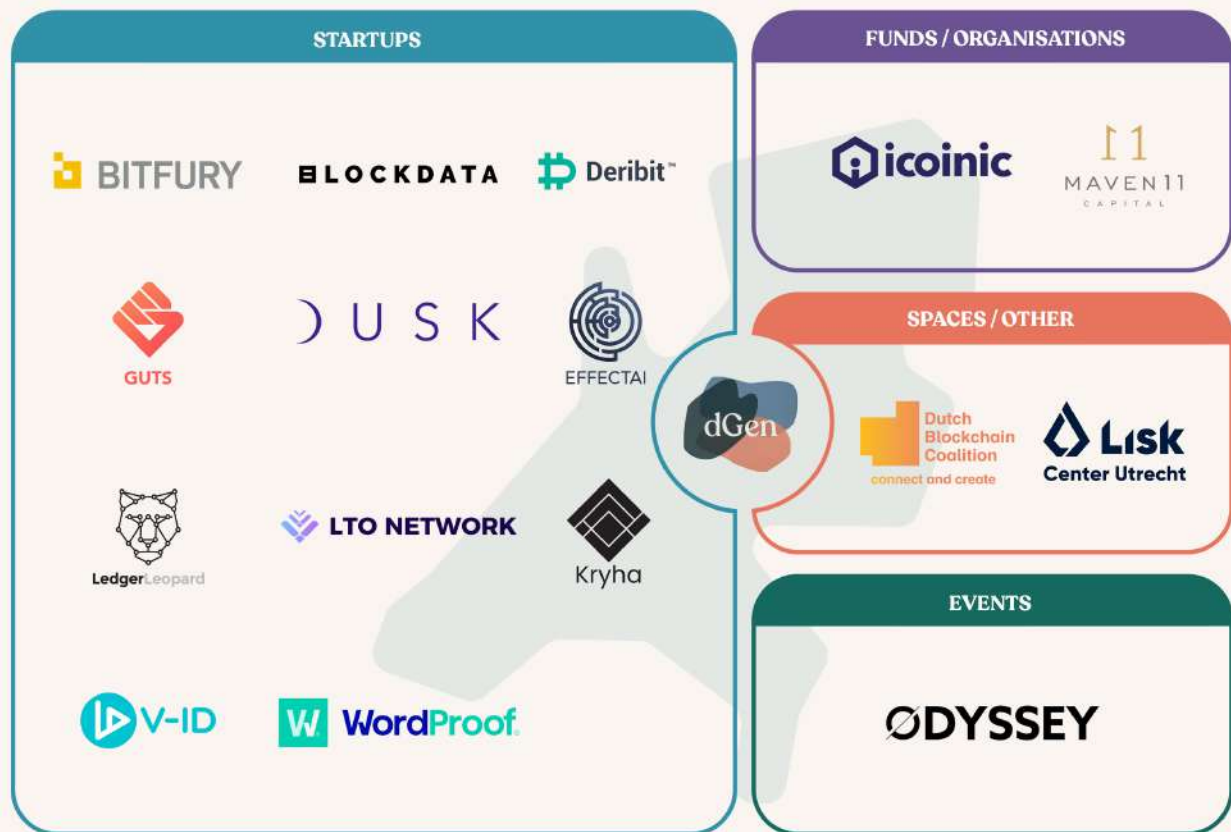 STARTUPS
BITFURY
BLOCKDATA
Deribit™
GUTS
DUSK
EFFECTAI
LedgerLeopard
LTO NETWORK
Kryha
V-ID
W.
WordProof
dGen
FUNDS / ORGANISATIONS
icoinic
11
MAVEN11
CAPITAL
SPACES / OTHER
Dutch
Blockchain
Coalition
connect and create
Lisk
Center Utrecht
EVENTS
ØDYSSEY